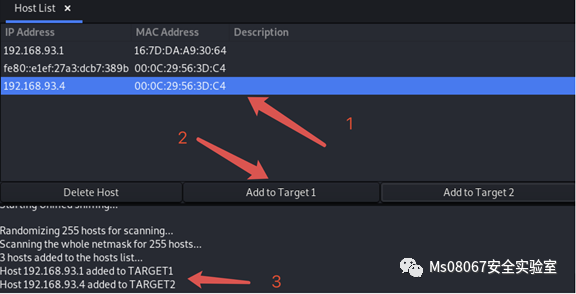 Host List ×
IP Address MAC Address Description
192.168.93.1 16:7D:DA:A9:30:64
fe80::e1ef:27a3:dcb7:389b 00:0C:29:56:3D:C4
192.168.93.4 00:0C:29:56:3D:C4
1
2
Delete Host Add to Target 1 Add to Target 2
Starting Unified sniffing...
Randomizing 255 hosts for scanning...
Scanning the whole netmask for 255 hosts...
3 hosts added to the hosts list...
Host 192.168.93.1 added to TARGET1
Host 192.168.93.4 added to TARGET2
3
Ms08067安全实验室